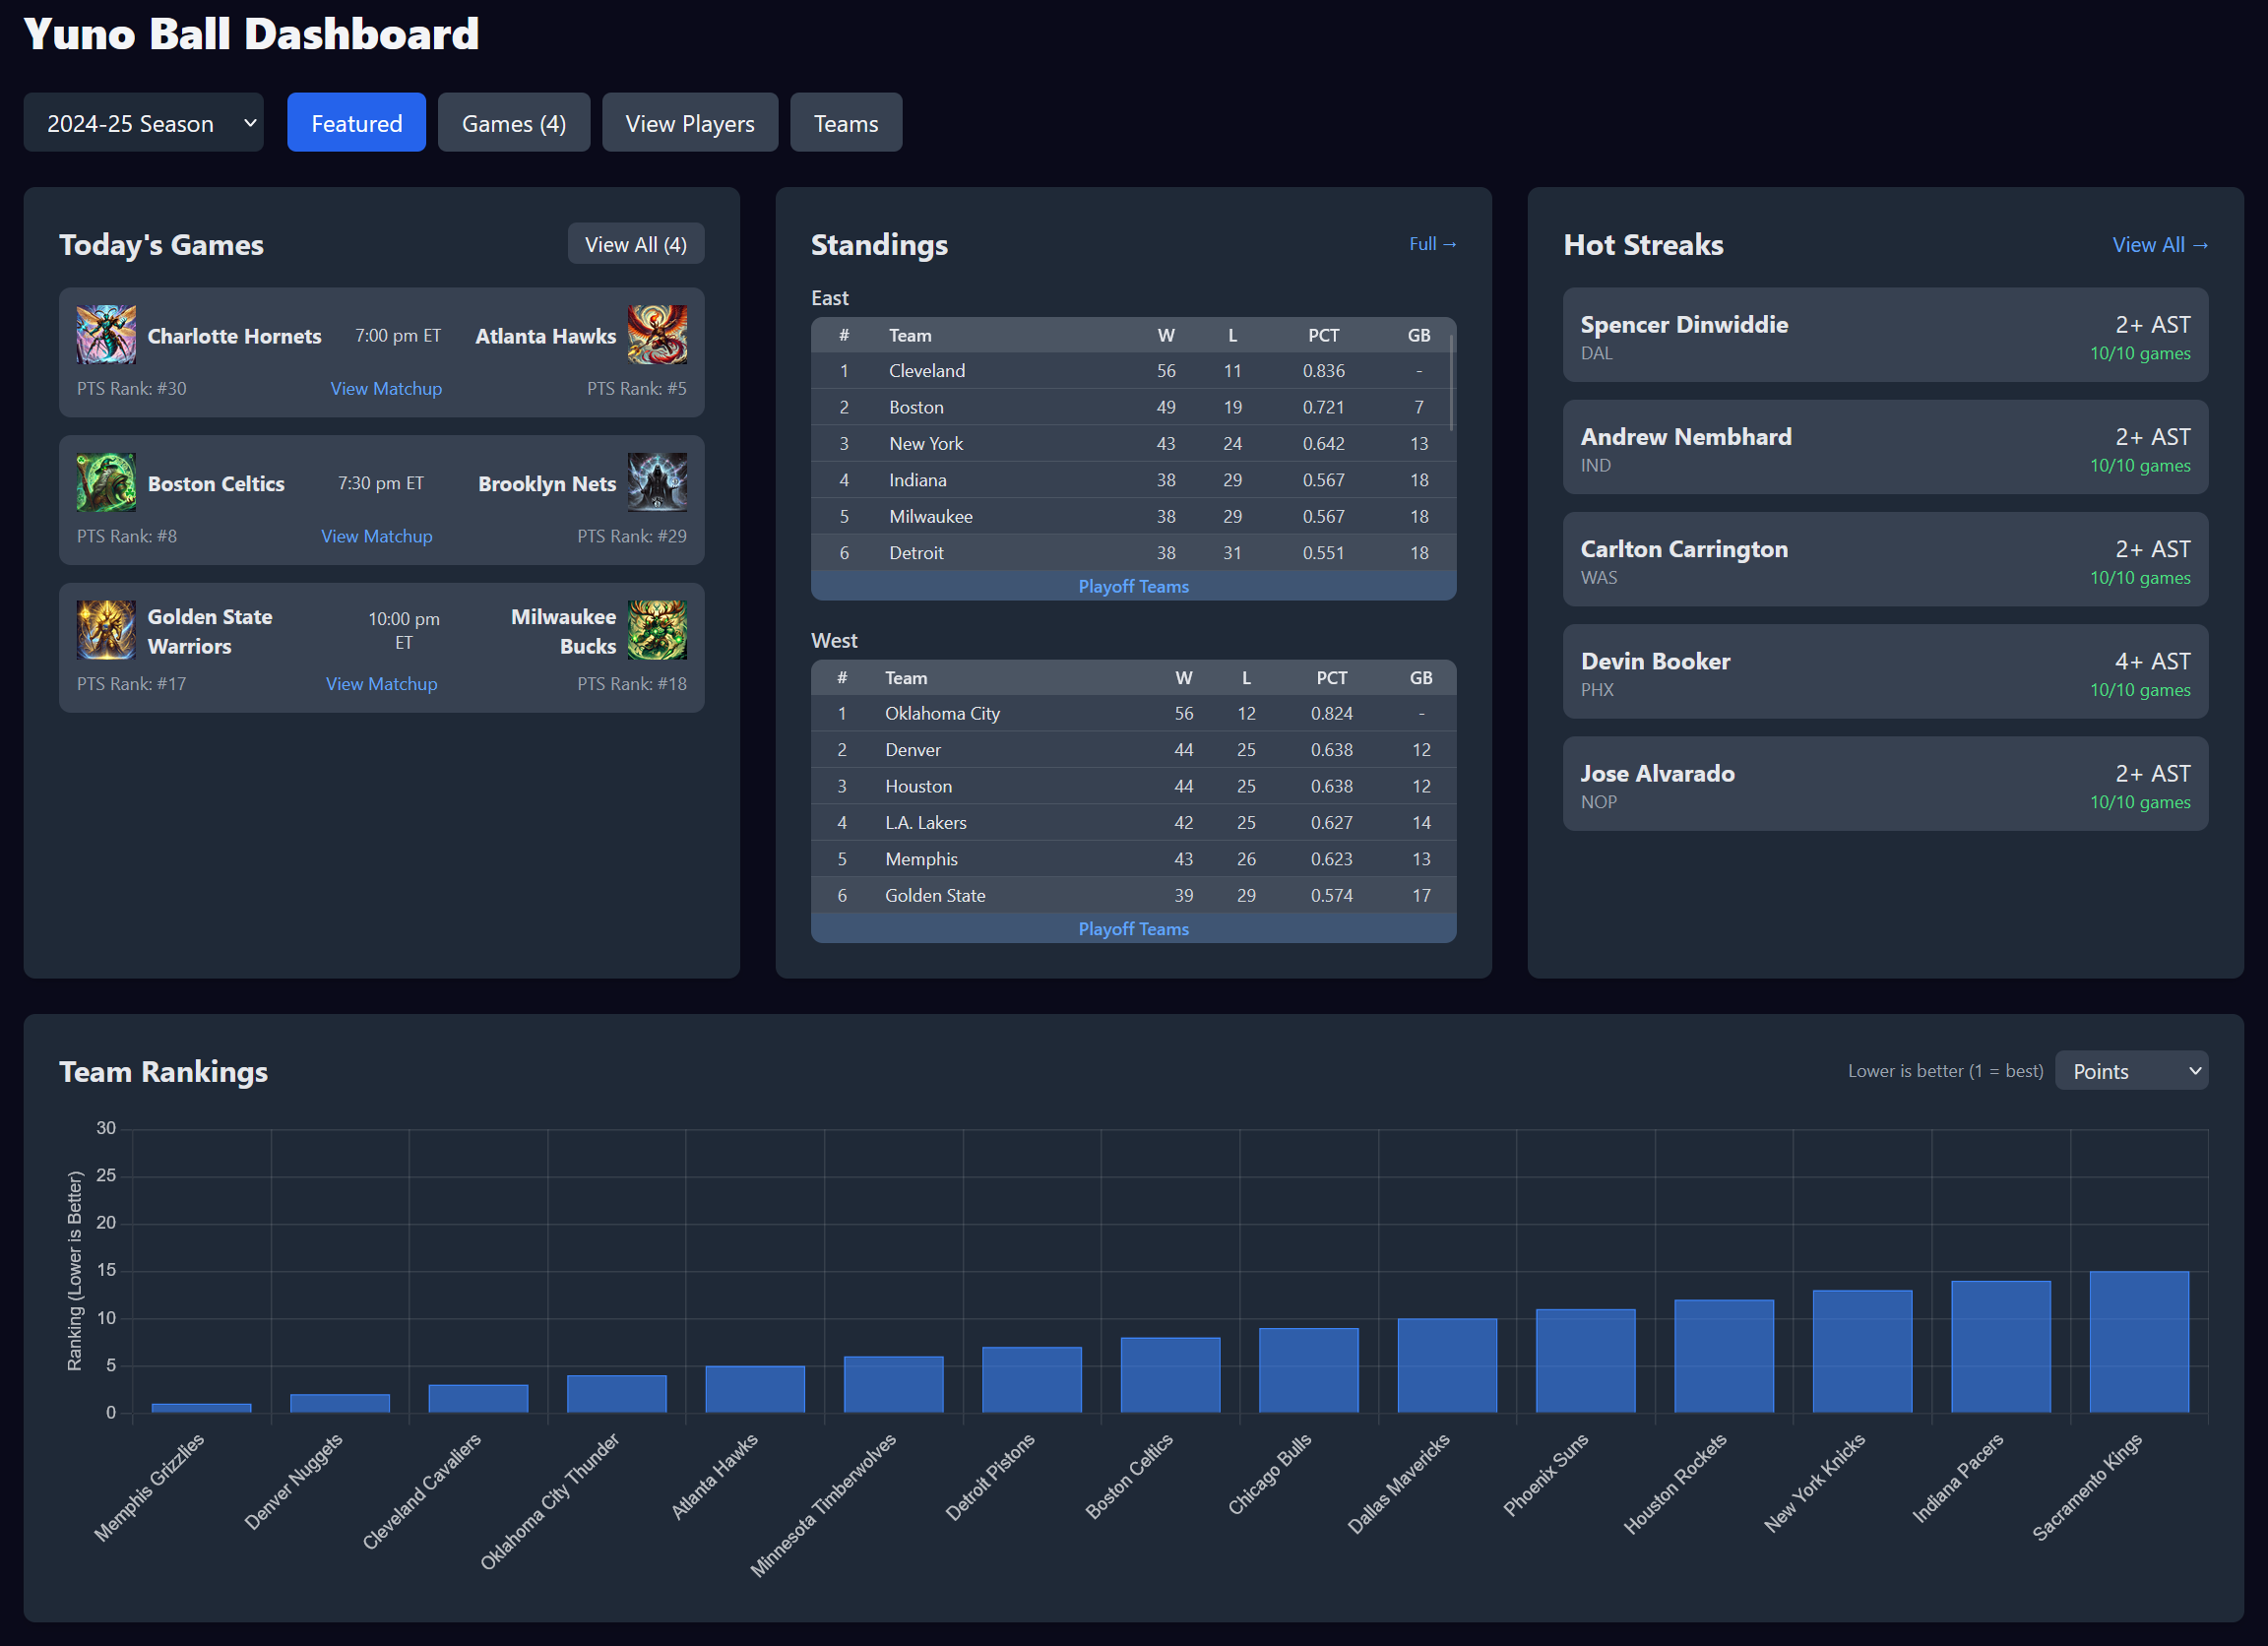 Yuno Ball Dashboard
2024-25 Season
Featured
Games (4)
View Players
Teams
Today's Games
View All (4)
Charlotte Hornets
7:00 pm ET
Atlanta Hawks
PTS Rank: #30
View Matchup
PTS Rank: #5
Boston Celtics
7:30 pm ET
Brooklyn Nets
PTS Rank: #8
View Matchup
PTS Rank: #29
Golden State
Warriors
10:00 pm
ET
Milwaukee
Bucks
PTS Rank: #17
View Matchup
PTS Rank: #18
Standings
Full →
East
# Team W L PCT GB
1 Cleveland 56 11 0.836 -
2 Boston 49 19 0.721 7
3 New York 43 24 0.642 13
4 Indiana 38 29 0.567 18
5 Milwaukee 38 29 0.567 18
6 Detroit 38 31 0.551 18
Playoff Teams
West
# Team W L PCT GB
1 Oklahoma City 56 12 0.824 -
2 Denver 44 25 0.638 12
3 Houston 44 25 0.638 12
4 L.A. Lakers 42 25 0.627 14
5 Memphis 43 26 0.623 13
6 Golden State 39 29 0.574 17
Playoff Teams
Hot Streaks
View All →
Spencer Dinwiddie 2+ AST
DAL 10/10 games
Andrew Nembhard 2+ AST
IND 10/10 games
Carlton Carrington 2+ AST
WAS 10/10 games
Devin Booker 4+ AST
PHX 10/10 games
Jose Alvarado 2+ AST
NOP 10/10 games
Team Rankings
Lower is better (1 = best)
Points
Ranking (Lower is Better)
30
25
20
15
10
5
0
Memphis Grizzlies
Denver Nuggets
Cleveland Cavaliers
Oklahoma City Thunder
Atlanta Hawks
Minnesota Timberwolves
Detroit Pistons
Boston Celtics
Chicago Bulls
Dallas Mavericks
Phoenix Suns
Houston Rockets
New York Knicks
Indiana Pacers
Sacramento Kings